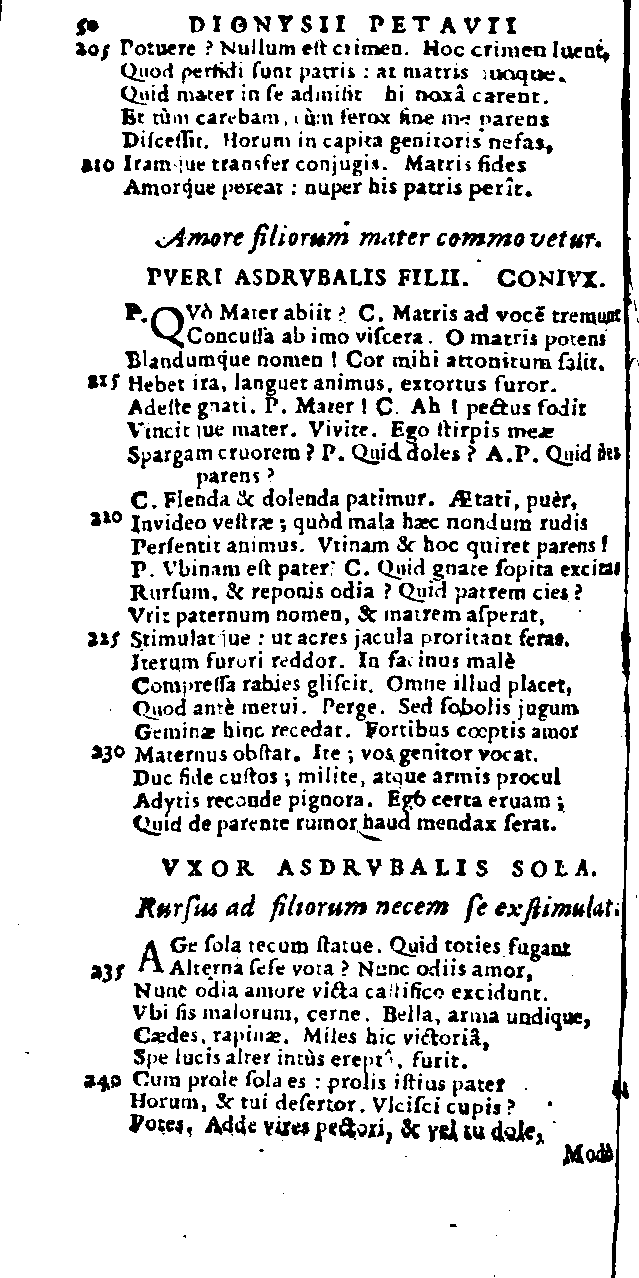 50 DIONYSII PETAVII
205 Potuere ? Nullum est crimen. Hoc crimen luent,
Quod perfidi sunt patris : at matris quoque.
Quid mater in se admisit hi noxâ carent.
Et tùm carebam, cùm ferox sine me parens
Discessit. Horum in capita genitoris nefas,
210 Iramque transfer conjugis. Matris fides
Amorq́ue pereat : nuper his patris perît.
Amore filiorum mater commovetur.
PVERI ASDRVBALIS FILII. CONIVX.
P. QVò Mater abiit ? C. Matris ad vocẽ tremunt
Concussa ab imo viscera. O matris potens
Blandumq́ue nomen ! Cor mihi attonitum salit.
215 Hebet ira, languet animus, extortus furor.
Adeste gnati. P. Mater ! C. Ah ! pectus fodit
Vincitque mater. Vivite. Ego stirpis meæ
Spargam cruorem ? P. Quid doles ? A.P. Quid des
parens ?
C. Flenda & dolenda patimur. Ætati, puèr,
210 Invideo vestræ ; quòd mala hæc nondum rudis
Persentit animus. Vtinam & hoc quiret parens !
P. Vbinam est pater? C. Quid gnate sopita excitas
Rursum, & reponis odia ? Quid patrem cies ?
Vrit paternum nomen, & matrem asperat,
225 Stimulatque : ut acres jacula proritant feras.
Iterum furori reddor. In facinus malè
Compressa rabies gliscit. Omne illud placet,
Quod antè metui. Perge. Sed sobolis jugum
Geminæ hinc recedat. Fortibus cœptis amor
230 Maternus obstat. Ite ; vos genitor vocat.
Duc fide custos ; milite, atque armis procul
Adytis reconde pignora. Ego certa eruam ;
Quid de parente rumor haud mendax ferat.
VXOR ASDRVBALIS SOLA.
Rursus ad filiorum necem se exstimulat.
AGe sola tecum statue. Quid toties fugant
235 Alterna sese vota ? Nunc odiis amor,
Nunc odia amore victa castifico excidunt.
Vbi sis malorum, cerne. Bella, arma undique,
Cædes, rapinæ. Miles hic victoriâ,
Spe lucis alter intùs ereptâ, furit.
240 Cum prole sola es : prolis istius pater
Horum, & tui desertor. Vlcisci cupis ?
Potes, Adde vires pectori, & vel tu dole,
Modò